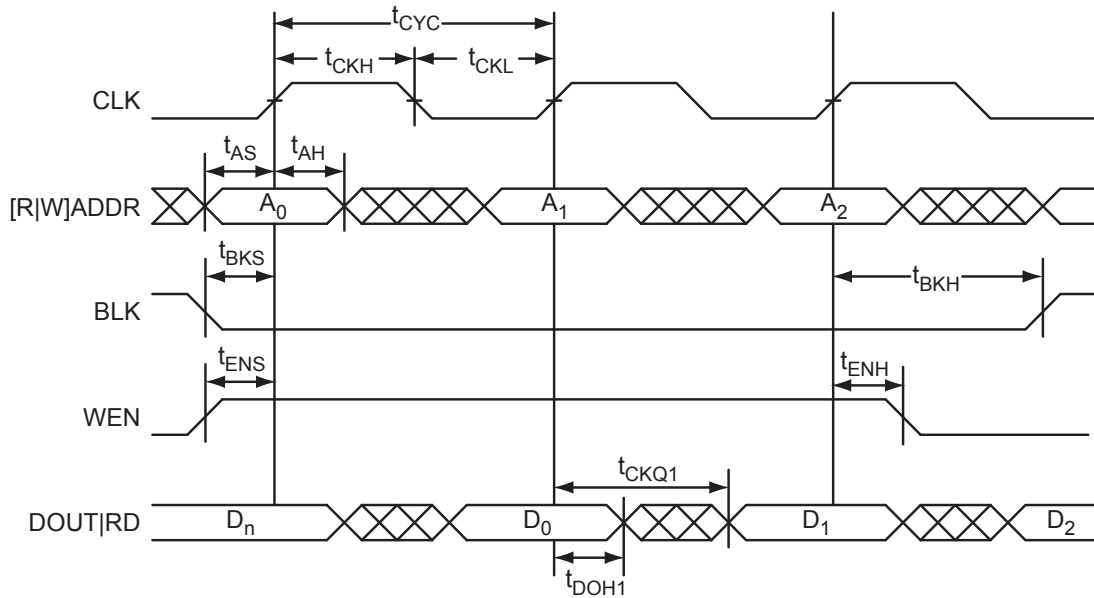 tCYC
tCKH tCKL
CLK
tAS tAH
[R|W]ADDR A0 A1 A2
tBKS tBKH
BLK
tENS tENH
WEN
tCKQ1
DOUT|RD Dn D0 D1 D2
tDOH1